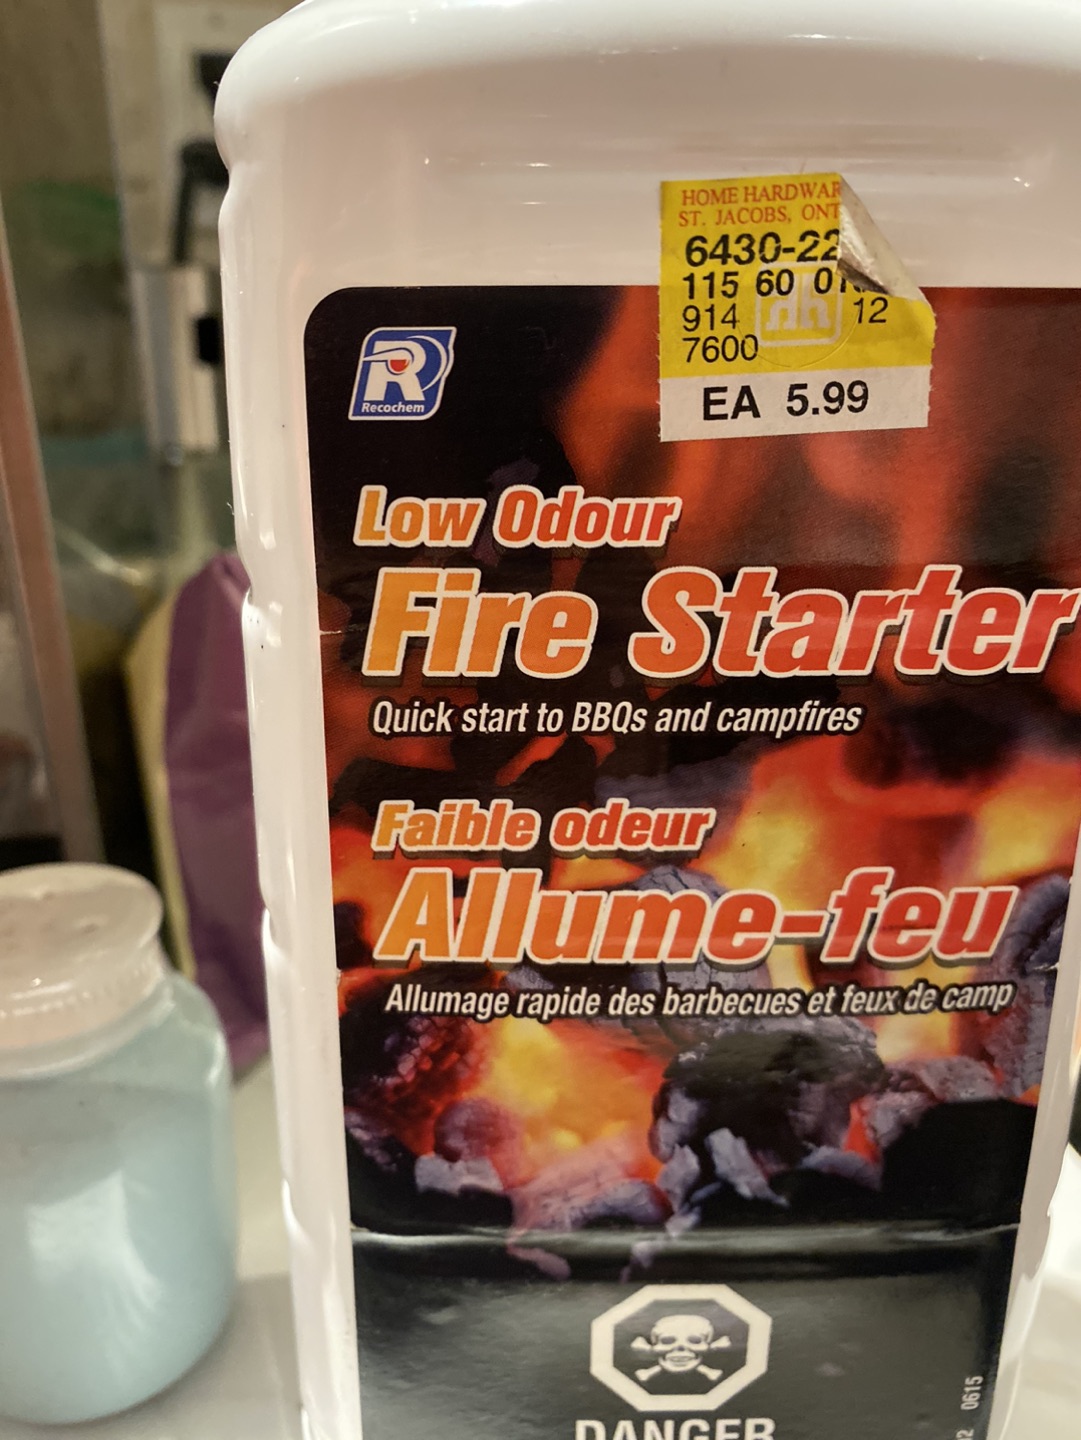 HOME HARDWAR
ST. JACOBS, ONT
6430-22
115 60 0
914 12
7600
EA 5.99
R
Recochem
Low Odour
Fire Starter
Quick start to BBQs and campfires
Faible odeur
Allume-feu
Allumage rapide des barbecues et feux de camp
DANGER
12 0615